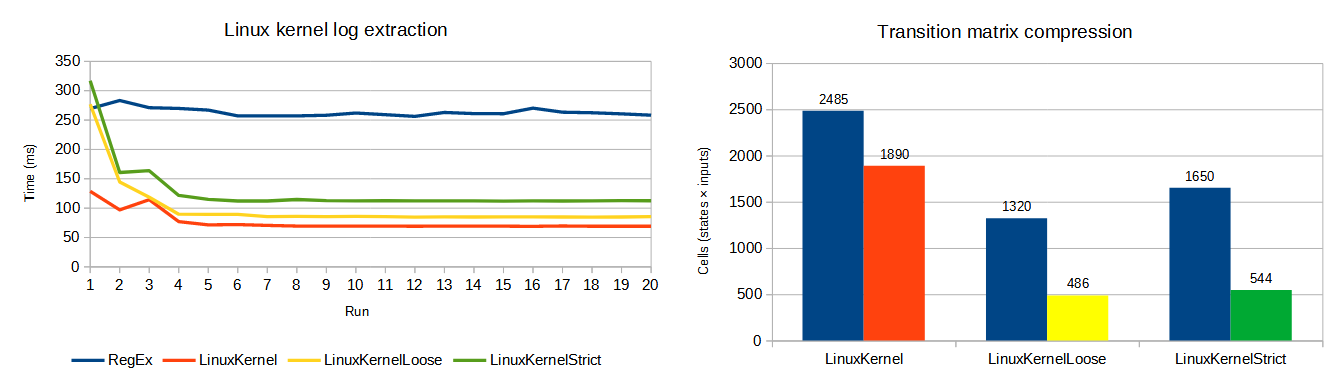 Linux kernel log extraction
350
300
250
200
150
100
50
0
Time (ms)
1 2 3 4 5 6 7 8 9 10 11 12 13 14 15 16 17 18 19 20
Run
RegEx LinuxKernel LinuxKernelLoose LinuxKernelStrict
Transition matrix compression
3000
2500
2000
1500
1000
500
0
Cells (states × inputs)
2485
1890
1320
486
1650
544
LinuxKernel LinuxKernelLoose LinuxKernelStrict